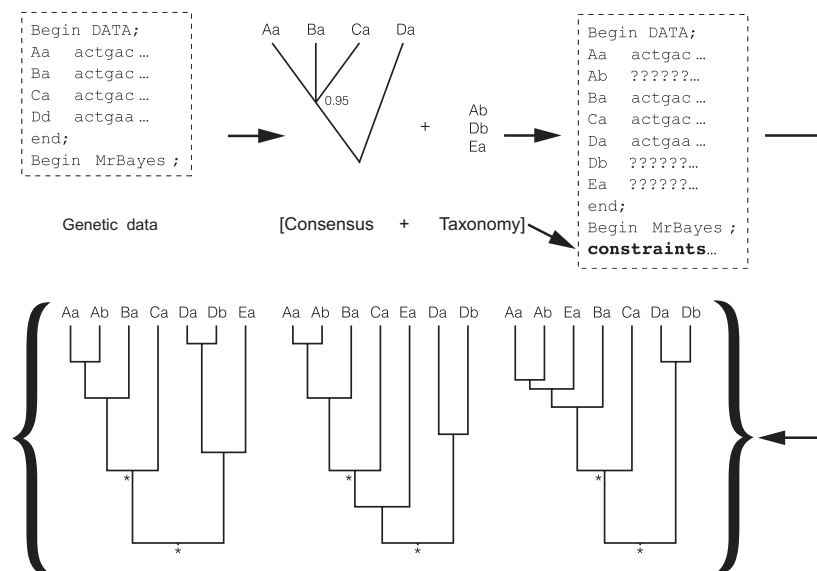 Begin DATA;
Aa actgac...
Ba actgac...
Ca actgac...
Dd actgaa...
end;
Begin MrBayes ;
Genetic data
Aa Ba Ca Da
0.95
+
Ab
Db
Ea
[Consensus + Taxonomy]
Begin DATA;
Aa actgac...
Ab ??????...
Ba actgac...
Ca actgac...
Da actgaa...
Db ??????...
Ea ??????...
end;
Begin MrBayes ;
constraints...
Aa Ab Ba Ca Da Db Ea
*
*
Aa Ab Ba Ca Ea Da Db
*
*
Aa Ab Ea Ba Ca Da Db
*
*